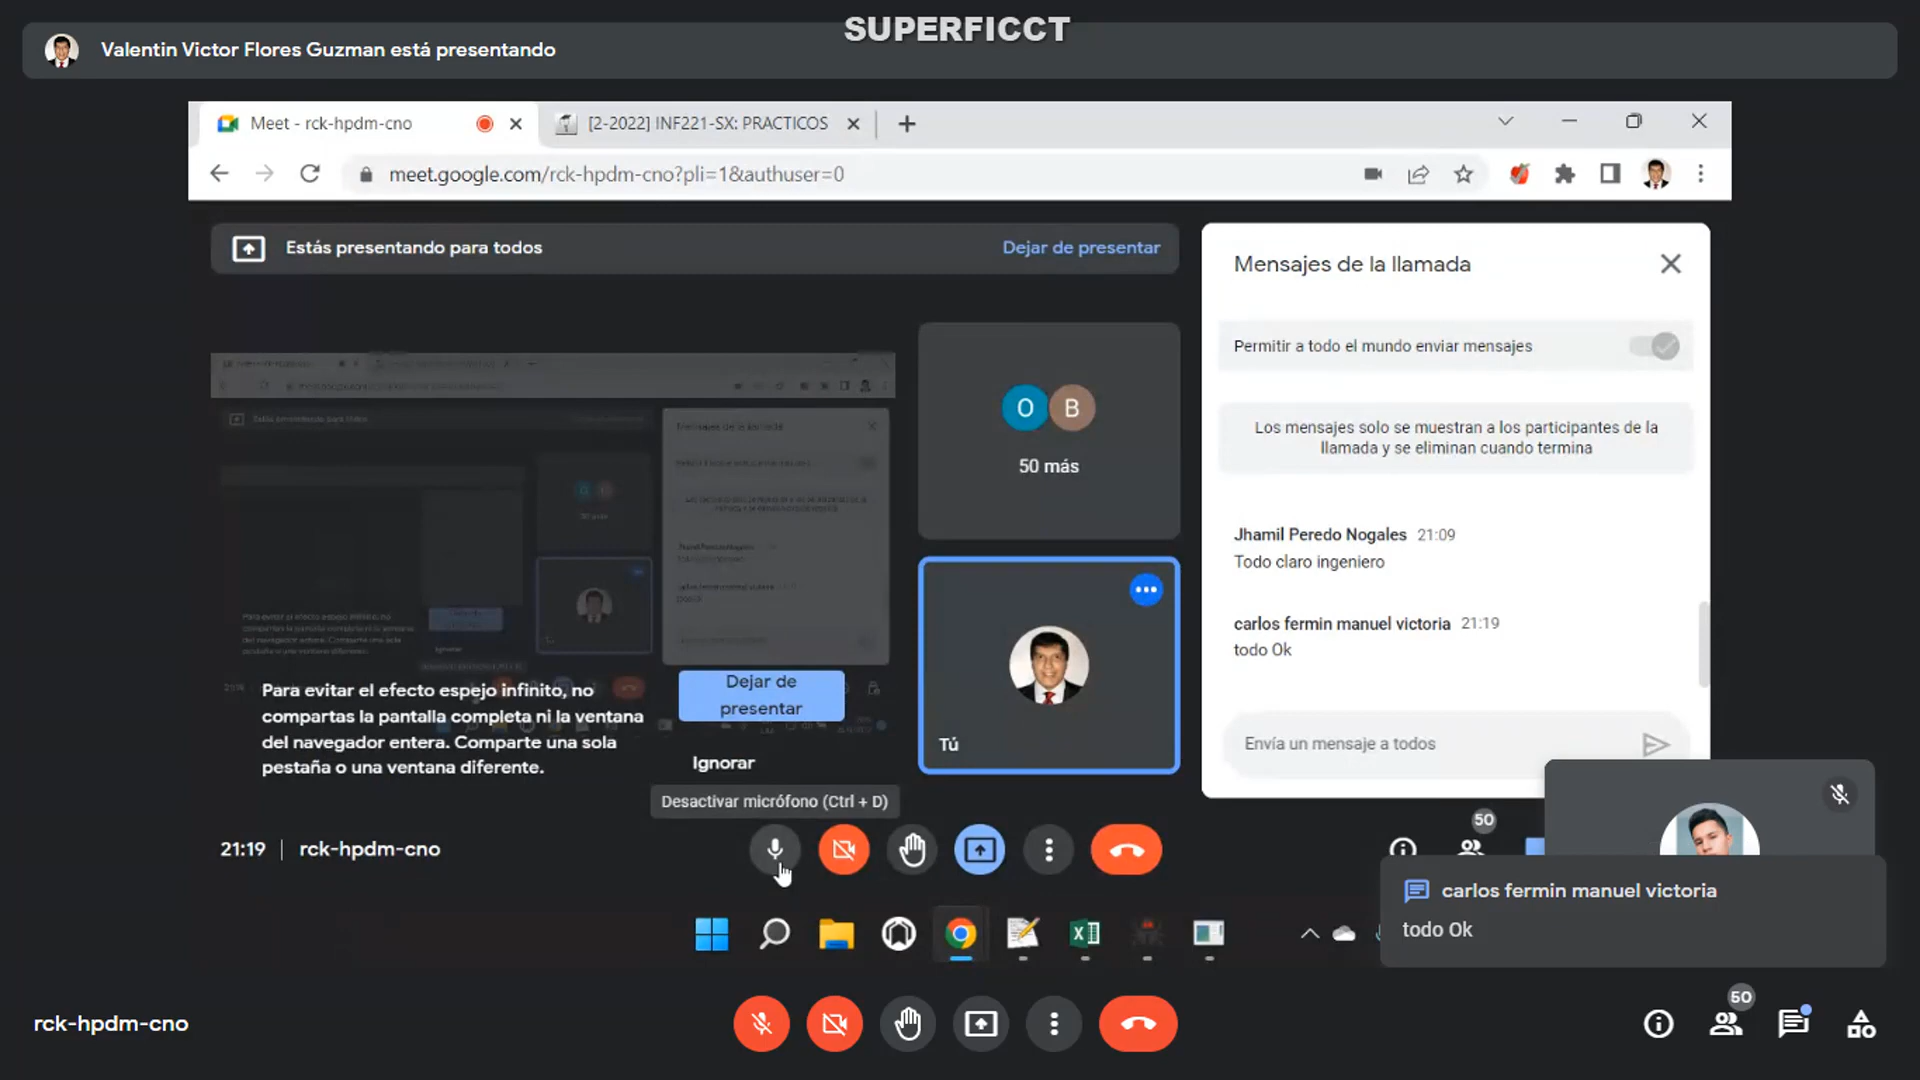 SUPERFICCT
Valentin Victor Flores Guzman está presentando
Meet - rck-hpdm-cno
[2-2022] INF221-SX: PRACTICOS
meet.google.com/rck-hpdm-cno?pli=1&authuser=0
Estás presentando para todos
Dejar de presentar
Mensajes de la llamada
Permitir a todo el mundo enviar mensajes
Los mensajes solo se muestran a los participantes de la
llamada y se eliminan cuando termina
O
B
50 más
Jhamil Peredo Nogales 21:09
Todo claro ingeniero
carlos fermin manuel victoria 21:19
todo Ok
Envía un mensaje a todos
Para evitar el efecto espejo infinito, no
compartas la pantalla completa ni la ventana
del navegador entera. Comparte una sola
pestaña o una ventana diferente.
Dejar de
presentar
Ignorar
Tú
Desactivar micrófono (Ctrl + D)
21:19 | rck-hpdm-cno
50
carlos fermin manuel victoria
todo Ok
rck-hpdm-cno
50